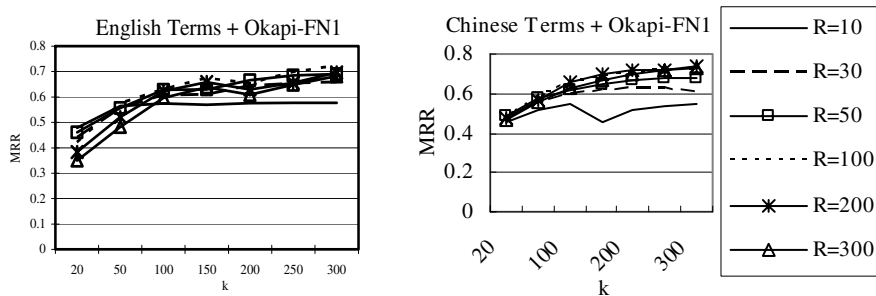 English Terms + Okapi-FN1
0.8
0.7
0.6
0.5
0.4
0.3
0.2
0.1
0
MRR
20 50 100 150 200 250 300
k
Chinese Terms + Okapi-FN1
0.8
0.6
0.4
0.2
0
MRR
20 100 200 300
k
R=10
R=30
R=50
R=100
R=200
R=300